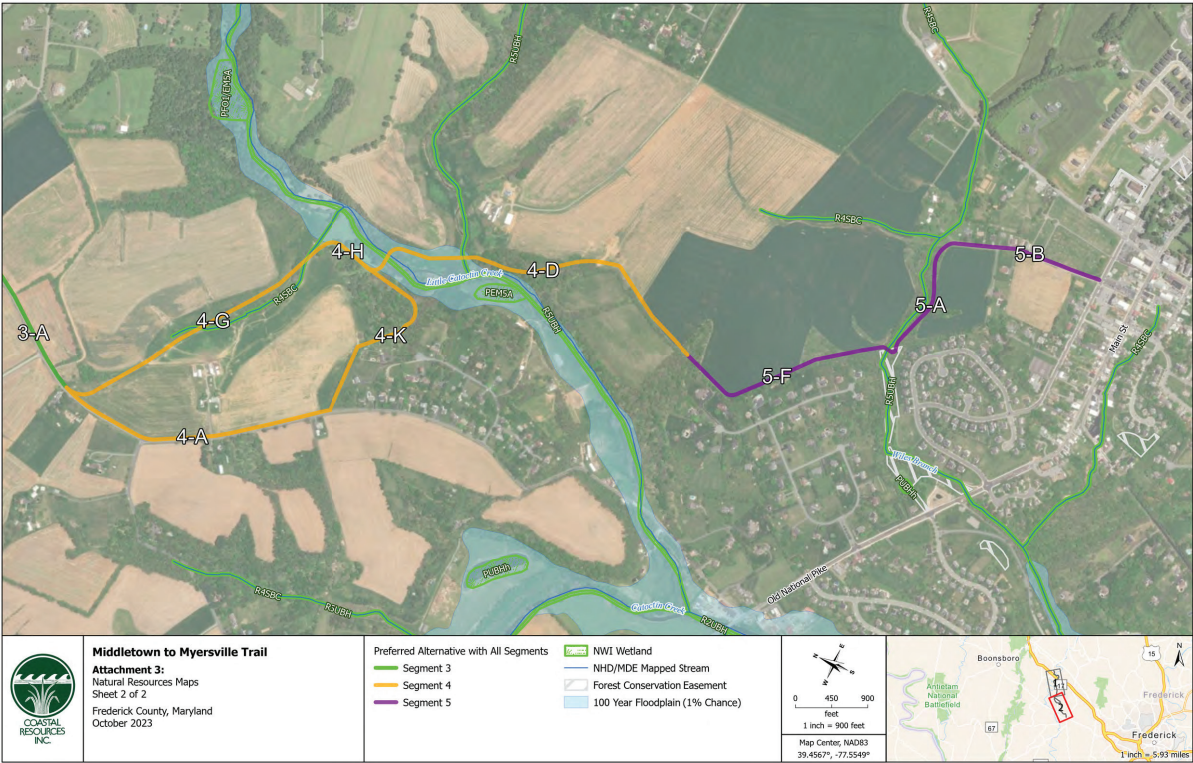 R4SBC
R5UBH
PFO1/EM5A
R4SBC
4-H
5-B
4-D
Little Catoctin Creek
PEM5A
R4SBC
5-A
3-A
4-G
R5UBH
4-K
Main St
R4SBC
5-F
R5UBH
4-A
Wiles Branch
PUBHh
PUBHh
Old National Pike
R4SBC
R3UBH
Catoctin Creek
R2UBH
COASTAL
RESOURCES
INC.
Middletown to Myersville Trail
Attachment 3:
Natural Resources Maps
Sheet 2 of 2
Frederick County, Maryland
October 2023
Preferred Alternative with All Segments
Segment 3
Segment 4
Segment 5
NWI Wetland
NHD/MDE Mapped Stream
Forest Conservation Easement
100 Year Floodplain (1% Chance)
N
E
S
W
0 450 900
feet
1 inch = 900 feet
Map Center, NAD83
39.4567°, -77.5549°
Boonsboro
15
N
Antietam
National
Battlefield
17
Frederick
67
Frederick
1 inch = 5.93 miles